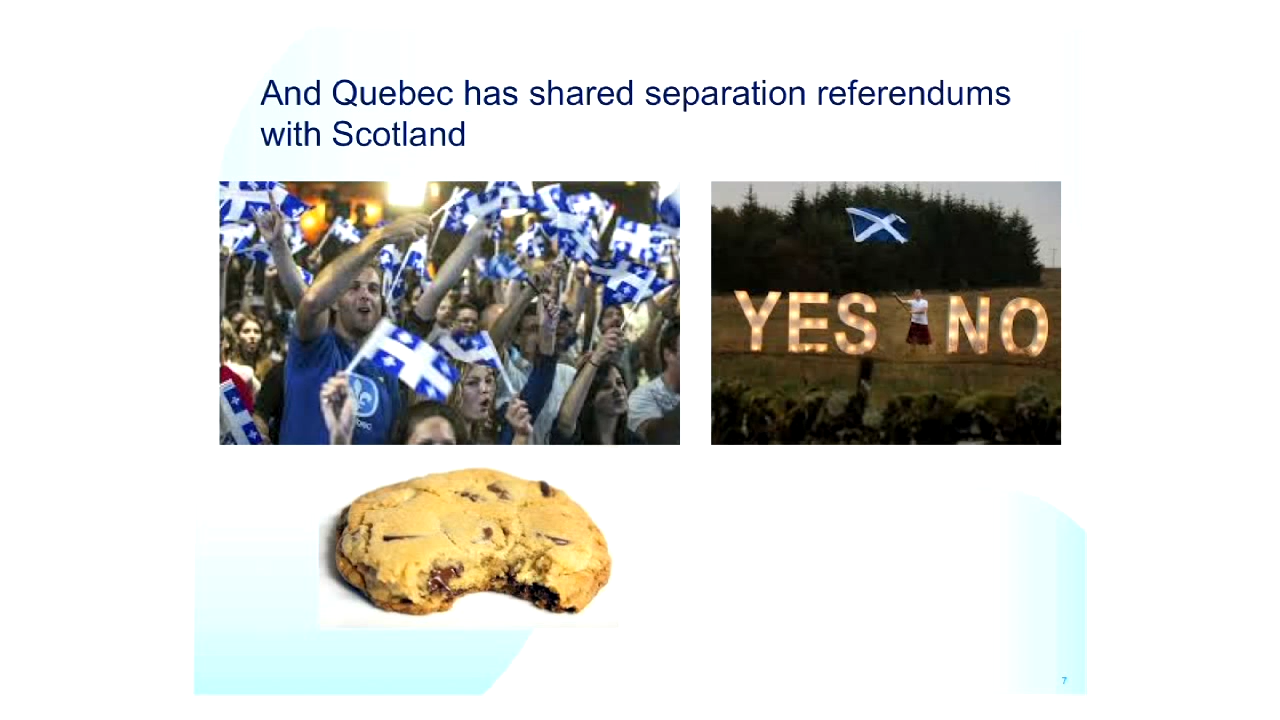 And Quebec has shared separation referendums
with Scotland
YES NO
7